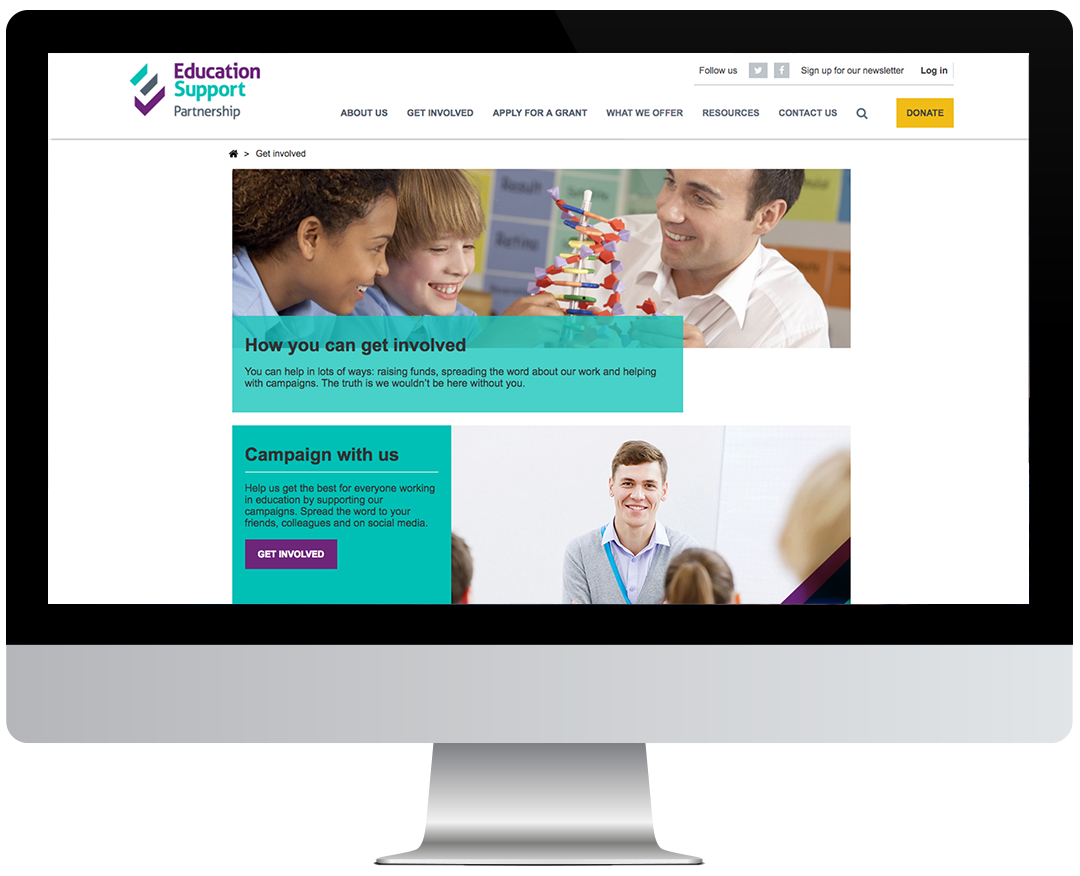 Education
Support
Partnership
Follow us
Sign up for our newsletter
Log in
ABOUT US
GET INVOLVED
APPLY FOR A GRANT
WHAT WE OFFER
RESOURCES
CONTACT US
DONATE
> Get involved
Result
How you can get involved
You can help in lots of ways: raising funds, spreading the word about our work and helping
with campaigns. The truth is we wouldn't be here without you.
Campaign with us
Help us get the best for everyone working
in education by supporting our
campaigns. Spread the word to your
friends, colleagues and on social media.
GET INVOLVED